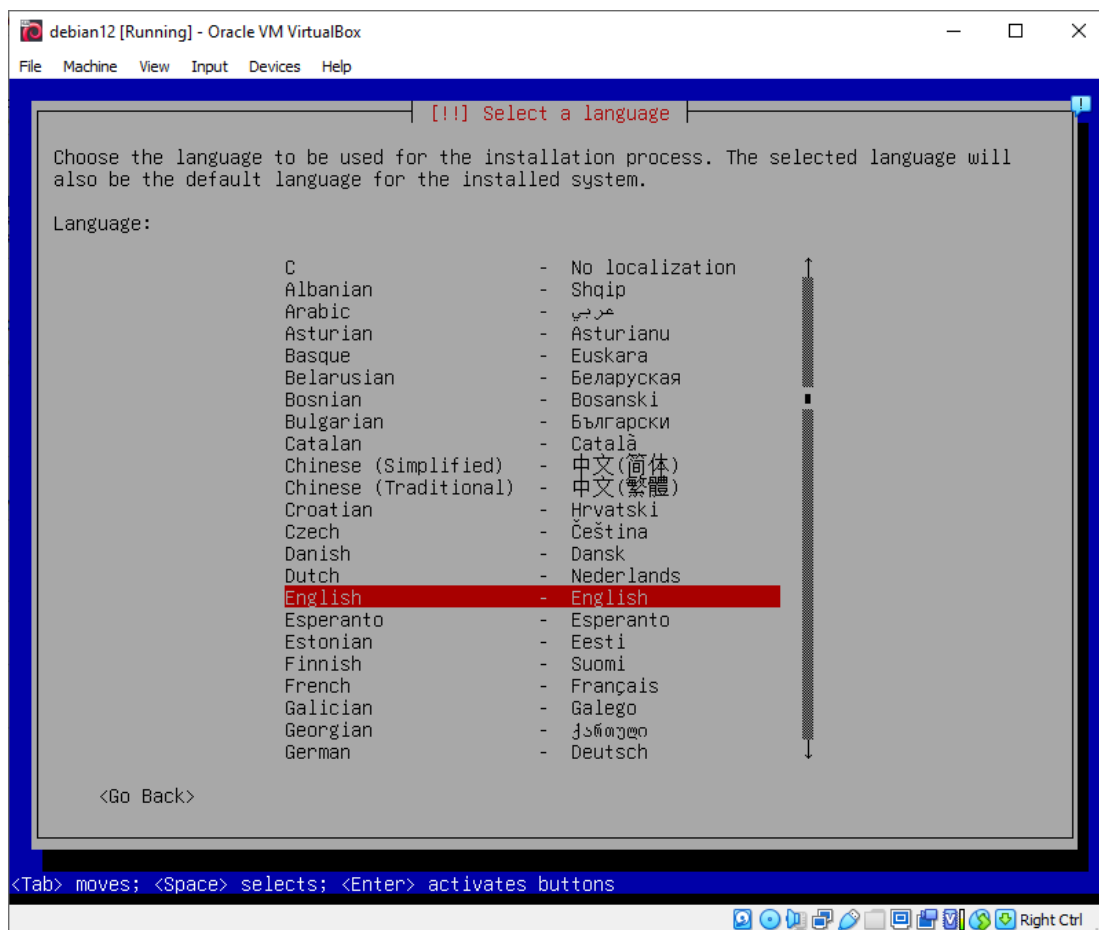 debian12 [Running] - Oracle VM VirtualBox
File Machine View Input Devices Help
[!!] Select a language
Choose the language to be used for the installation process. The selected language will
also be the default language for the installed system.
Language:
C - No localization
Albanian - Shqip
Arabic - عربي
Asturian - Asturianu
Basque - Euskara
Belarusian - Беларуская
Bosnian - Bosanski
Bulgarian - Български
Catalan - Català
Chinese (Simplified) - 中文(简体)
Chinese (Traditional) - 中文(繁體)
Croatian - Hrvatski
Czech - Čeština
Danish - Dansk
Dutch - Nederlands
English - English
Esperanto - Esperanto
Estonian - Eesti
Finnish - Suomi
French - Français
Galician - Galego
Georgian - ქართული
German - Deutsch
<Go Back>
<Tab> moves; <Space> selects; <Enter> activates buttons
Right Ctrl